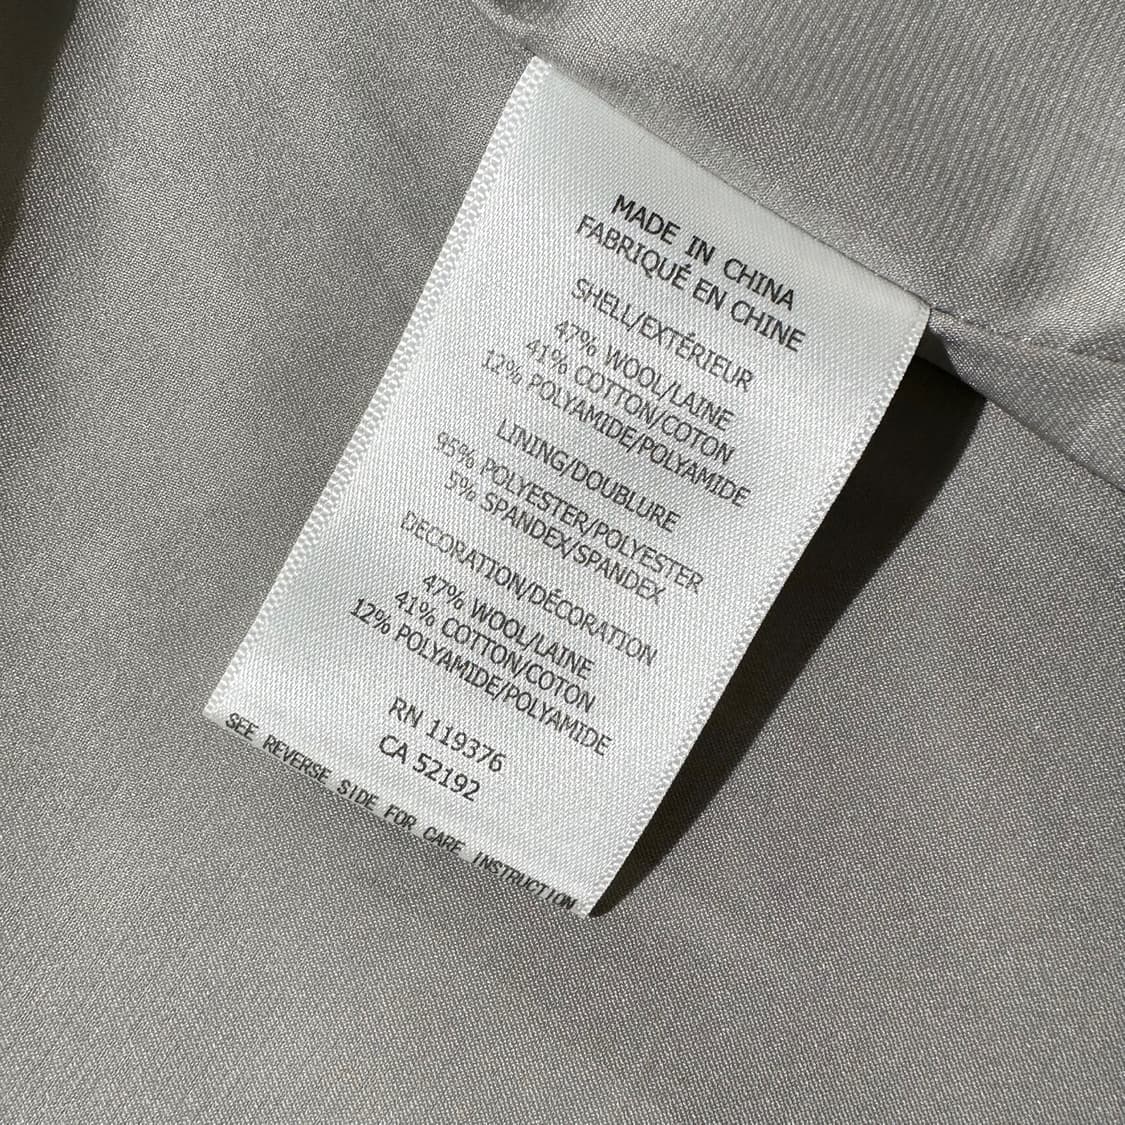 MADE IN CHINA
FABRIQUÉ EN CHINE
SHELL/EXTÉRIEUR
47% WOOL/LAINE
41% COTTON/COTON
12% POLYAMIDE/POLYAMIDE
LINING/DOUBLURE
95% POLYESTER/POLYESTER
5% SPANDEX/SPANDEX
DECORATION/DÉCORATION
47% WOOL/LAINE
41% COTTON/COTON
12% POLYAMIDE/POLYAMIDE
RN 119376
CA 52192
SEE REVERSE SIDE FOR CARE INSTRUCTION